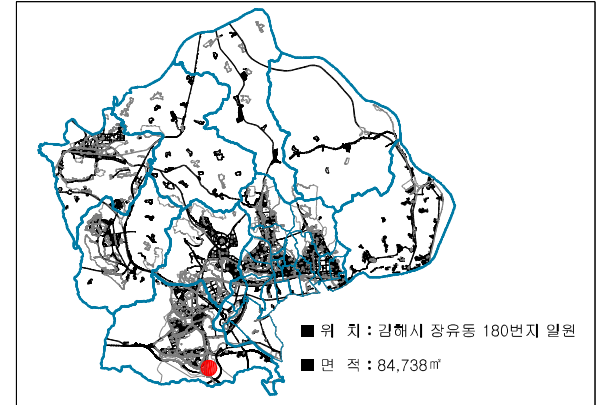 ■ 위 치 : 김해시 장유동 180번지 일원
■ 면 적 : 84,738㎡